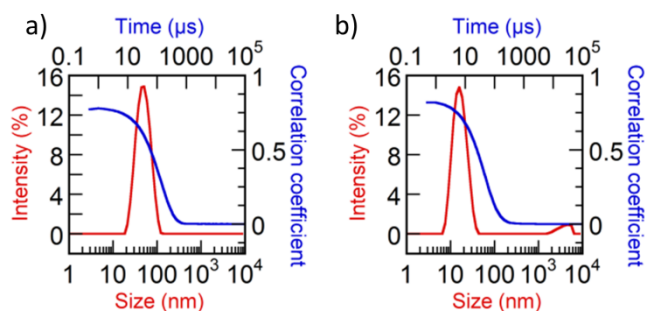 a)
Time (µs)
0.1 10 1000 10⁵
16
12
8
4
0
Intensity (%)
1
0.5
0
Correlation coefficient
1 10 100 10³ 10⁴
Size (nm)
b)
Time (µs)
0.1 10 1000 10⁵
16
12
8
4
0
Intensity (%)
1
0.5
0
Correlation coefficient
1 10 100 10³ 10⁴
Size (nm)